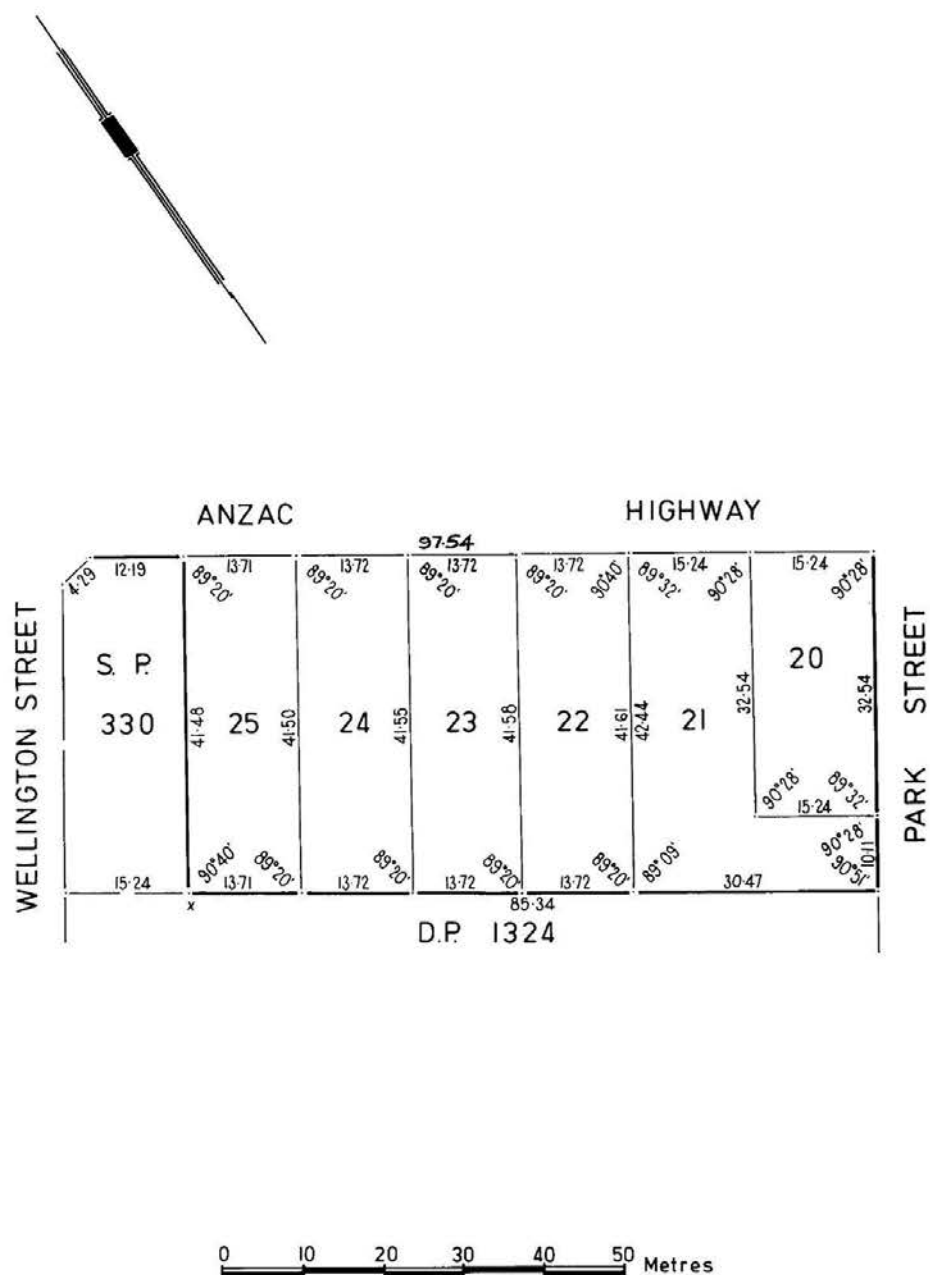 ANZAC HIGHWAY
97·54
4·29 12·19 13·71 13·72 13·72 13·72 15·24 15·24
89°20' 89°20' 89°20' 89°20' 90°40' 89°32' 90°28' 90°28'
WELLINGTON STREET
S. P.
330
41·48
25
41·50
24
41·55
23
41·58
22
41·61
42·44
21
32·54
20
32·54
PARK STREET
90°28' 89°32'
15·24
90°28'
10·11
90°40' 89°20' 89°20' 89°20' 89°20' 89°09' 90°51'
15·24 13·71 13·72 13·72 13·72 30·47
x 85·34
D.P. 1324
0 10 20 30 40 50 Metres